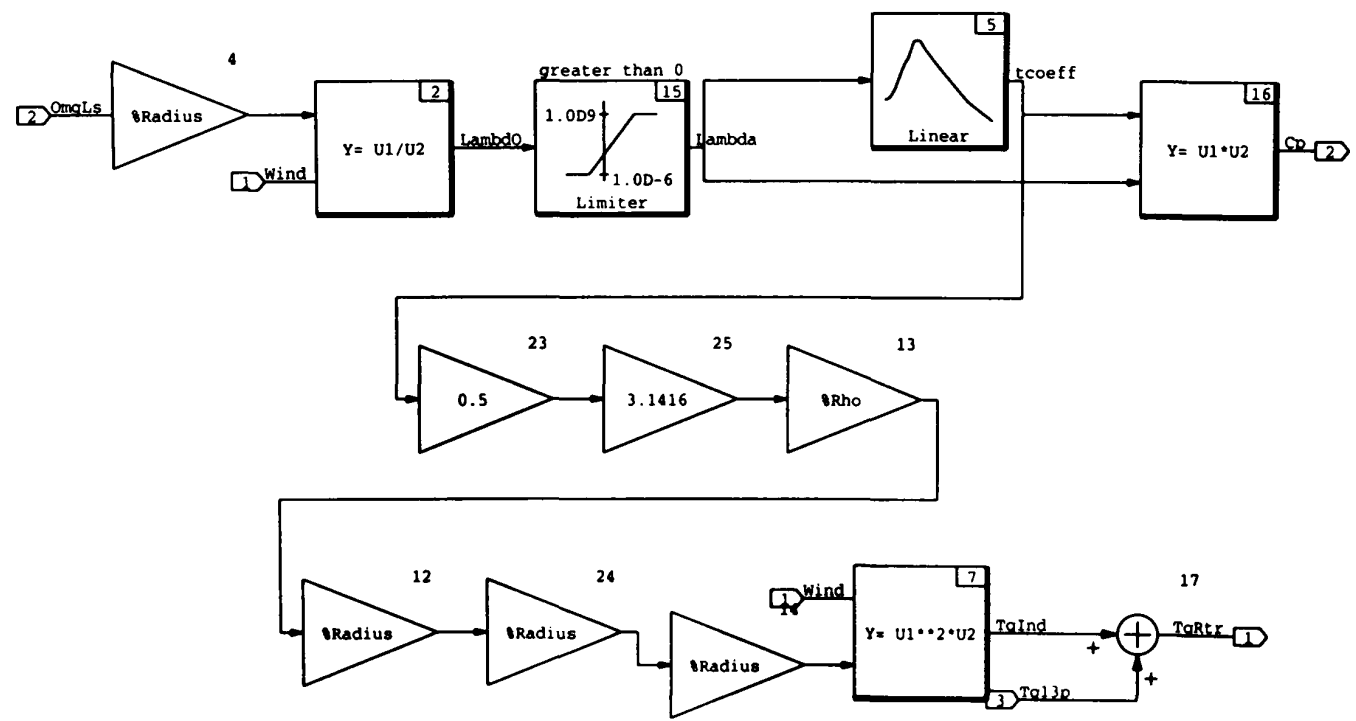 4
5
2 OmgLs
%Radius
2
Y= U1/U2
1 Wind
Lambd0
greater than 0
15
1.0D9
1.0D-6
Limiter
Lambda
Linear
tcoeff
16
Y= U1*U2
Cp 2
23
25
13
0.5
3.1416
%Rho
12
24
%Radius
%Radius
14
%Radius
1 Wind
7
Y= U1**2*U2
TqInd
3 Tq13p
17
+
+
TqRtr 1